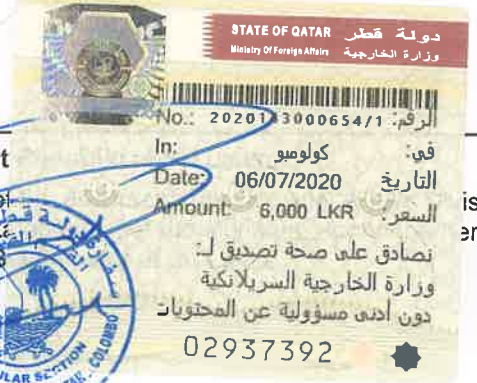 STATE OF QATAR دولة قطر
Ministry Of Foreign Affairs وزارة الخارجية
No.: 202013000654/1 الرقم:
In: كولومبو في:
Date: 06/07/2020 التاريخ
Amount: 6,000 LKR السعر:
نصادق على صحة تصديق لـ:
وزارة الخارجية السريلانكية
دون أدنى مسؤولية عن المحتويات
02937392
COLOMBO